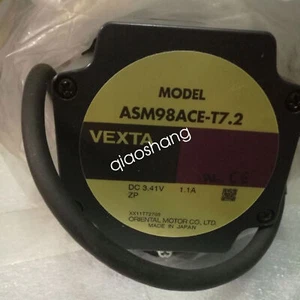 MODEL
ASM98ACE-T7.2
VEXTA
qiaoshang
DC 3.41V 1.1A
ZP
ORIENTAL MOTOR CO., LTD.
MADE IN JAPAN